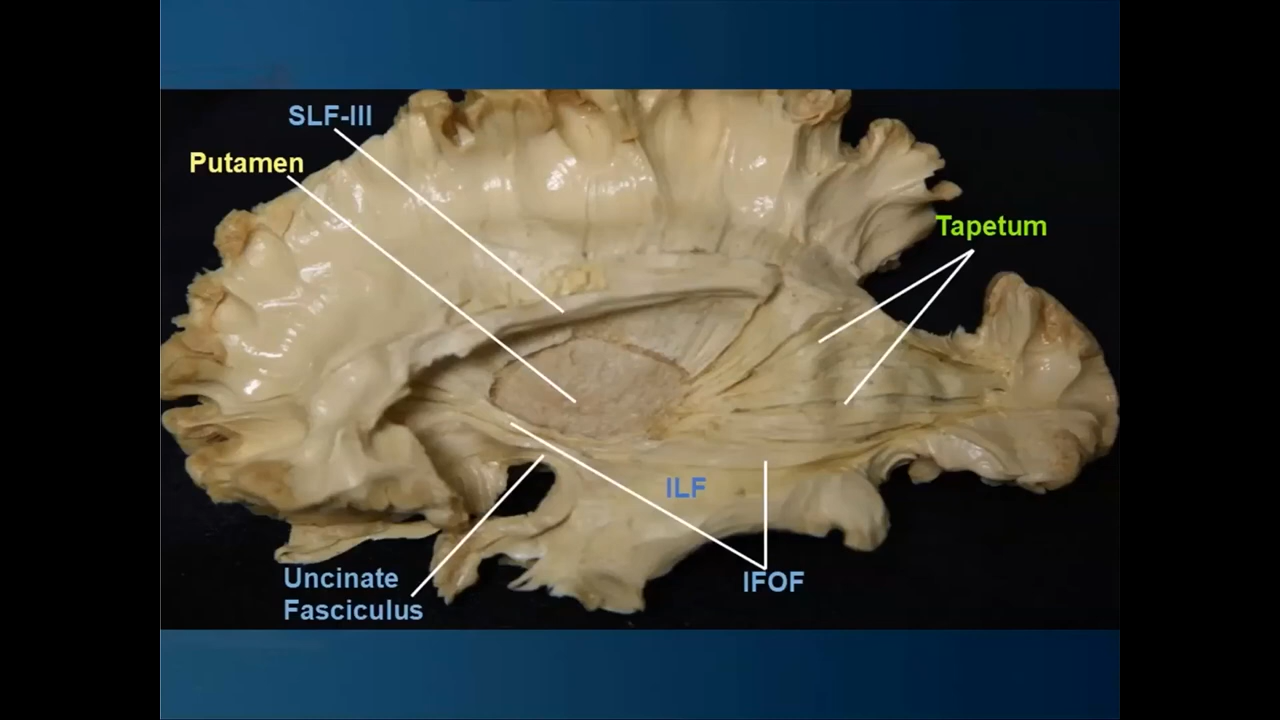 SLF-III
Putamen
Tapetum
ILF
Uncinate
Fasciculus
IFOF